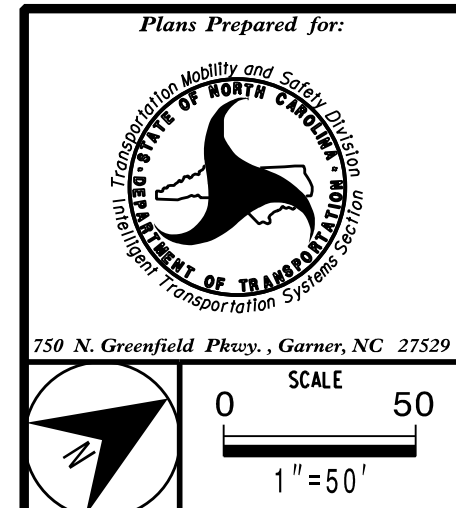 Plans Prepared for:
Transportation Mobility and Safety Division
STATE OF NORTH CAROLINA
DEPARTMENT OF TRANSPORTATION
Intelligent Transportation Systems Section
750 N. Greenfield Pkwy. , Garner, NC 27529
N
SCALE
0 50
1"=50'